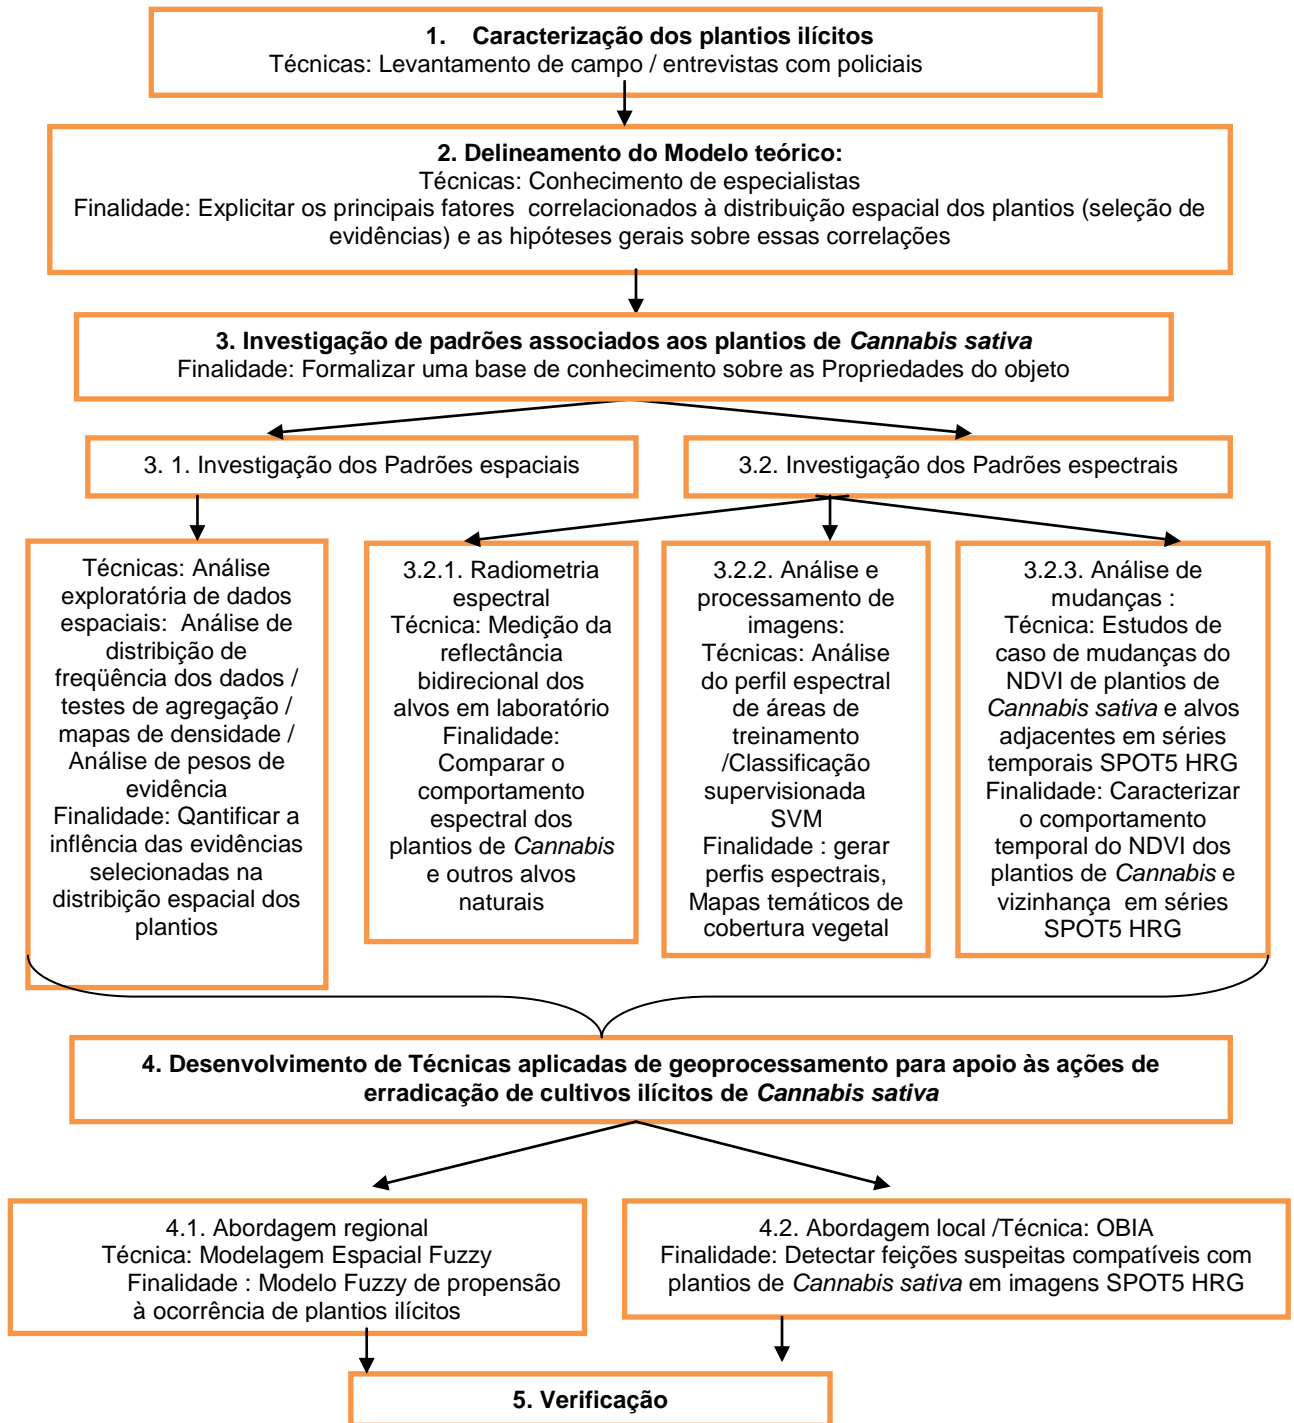 1. Caracterização dos plantios ilícitos
Técnicas: Levantamento de campo / entrevistas com policiais
2. Delineamento do Modelo teórico:
Técnicas: Conhecimento de especialistas
Finalidade: Explicitar os principais fatores correlacionados à distribuição espacial dos plantios (seleção de
evidências) e as hipóteses gerais sobre essas correlações
3. Investigação de padrões associados aos plantios de Cannabis sativa
Finalidade: Formalizar uma base de conhecimento sobre as Propriedades do objeto
3. 1. Investigação dos Padrões espaciais
3.2. Investigação dos Padrões espectrais
Técnicas: Análise
exploratória de dados
espaciais: Análise de
distribição de
freqüência dos dados /
testes de agregação /
mapas de densidade /
Análise de pesos de
evidência
Finalidade: Qantificar a
inflência das evidências
selecionadas na
distribição espacial dos
plantios
3.2.1. Radiometria
espectral
Técnica: Medição da
reflectância
bidirecional dos
alvos em laboratório
Finalidade:
Comparar o
comportamento
espectral dos
plantios de Cannabis
e outros alvos
naturais
3.2.2. Análise e
processamento de
imagens:
Técnicas: Análise
do perfil espectral
de áreas de
treinamento
/Classificação
supervisionada
SVM
Finalidade : gerar
perfis espectrais,
Mapas temáticos de
cobertura vegetal
3.2.3. Análise de
mudanças :
Técnica: Estudos de
caso de mudanças do
NDVI de plantios de
Cannabis sativa e alvos
adjacentes em séries
temporais SPOT5 HRG
Finalidade: Caracterizar
o comportamento
temporal do NDVI dos
plantios de Cannabis e
vizinhança em séries
SPOT5 HRG
4. Desenvolvimento de Técnicas aplicadas de geoprocessamento para apoio às ações de
erradicação de cultivos ilícitos de Cannabis sativa
4.1. Abordagem regional
Técnica: Modelagem Espacial Fuzzy
Finalidade : Modelo Fuzzy de propensão
à ocorrência de plantios ilícitos
4.2. Abordagem local /Técnica: OBIA
Finalidade: Detectar feições suspeitas compatíveis com
plantios de Cannabis sativa em imagens SPOT5 HRG
5. Verificação